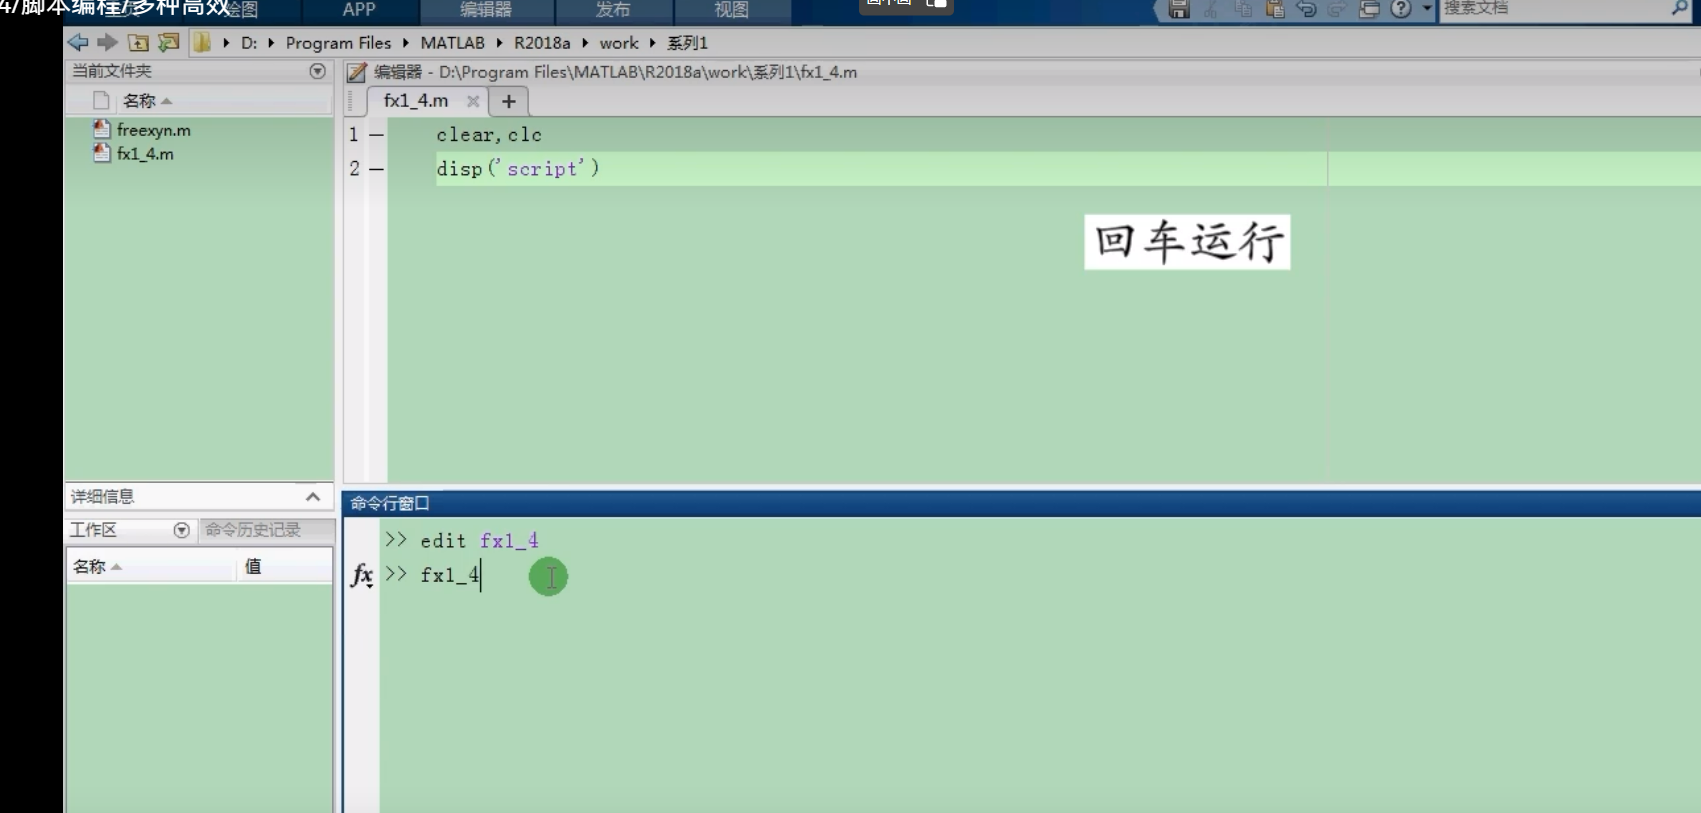 4/脚本编程/多种高效
绘图
APP
编辑器
发布
视图
搜索文档
D: Program Files MATLAB R2018a work 系列1
当前文件夹
名称
freexyn.m
fx1_4.m
编辑器 - D:\Program Files\MATLAB\R2018a\work\系列1\fx1_4.m
fx1_4.m
1 clear,clc
2 disp('script')
回车运行
详细信息
工作区
命令历史记录
名称
值
命令行窗口
>> edit fx1_4
fx >> fx1_4